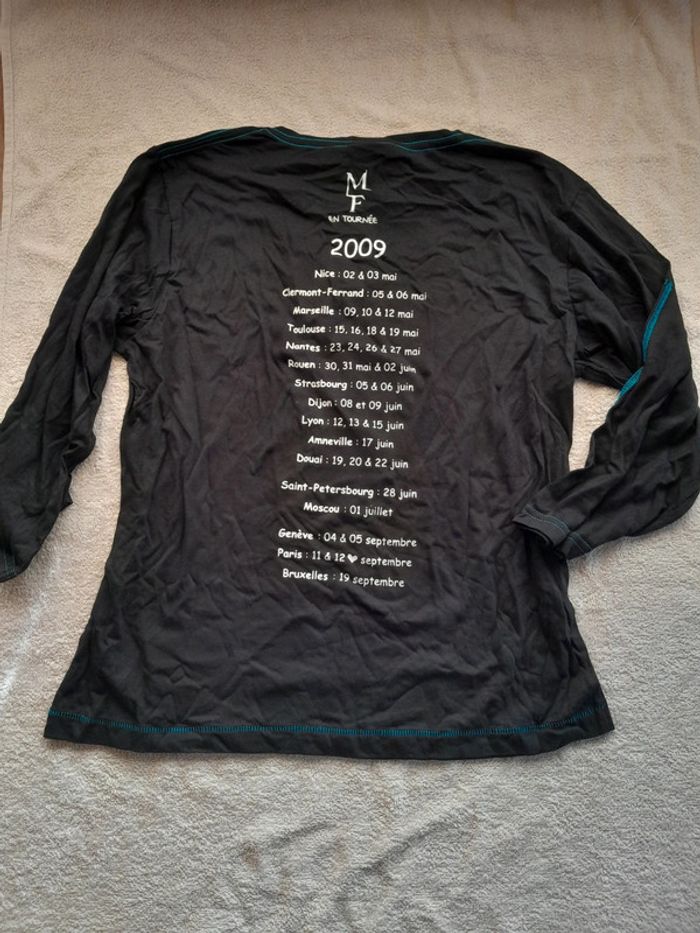 M
F
EN TOURNÉE
2009
Nice : 02 & 03 mai
Clermont-Ferrand : 05 & 06 mai
Marseille : 09, 10 & 12 mai
Toulouse : 15, 16, 18 & 19 mai
Nantes : 23, 24, 26 & 27 mai
Rouen : 30, 31 mai & 02 juin
Strasbourg : 05 & 06 juin
Dijon : 08 et 09 juin
Lyon : 12, 13 & 15 juin
Amneville : 17 juin
Douai : 19, 20 & 22 juin
Saint-Petersbourg : 28 juin
Moscou : 01 juillet
Genève : 04 & 05 septembre
Paris : 11 & 12 ♥ septembre
Bruxelles : 19 septembre